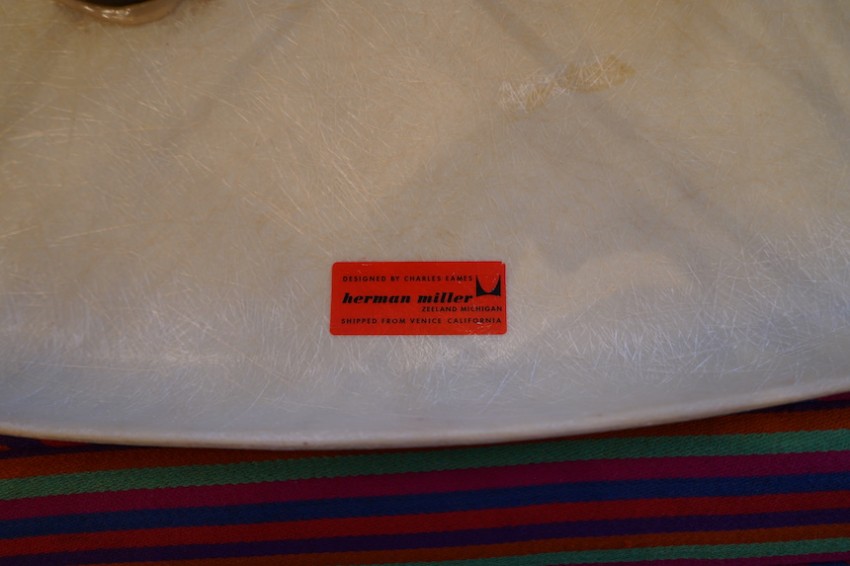 DESIGNED BY CHARLES EAMES
herman miller
ZEELAND MICHIGAN
SHIPPED FROM VENICE CALIFORNIA